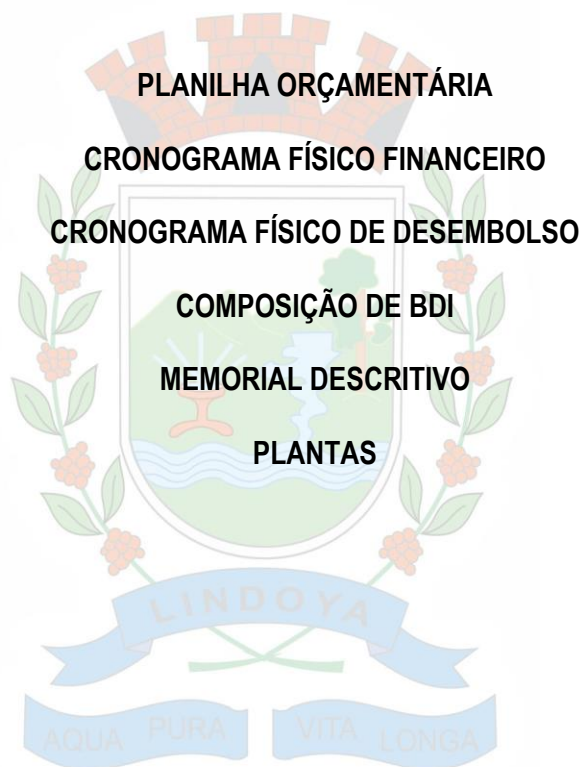 PLANILHA ORÇAMENTÁRIA
CRONOGRAMA FÍSICO FINANCEIRO
CRONOGRAMA FÍSICO DE DESEMBOLSO
COMPOSIÇÃO DE BDI
MEMORIAL DESCRITIVO
PLANTAS
LINDOYA
AQUA PURA VITA LONGA